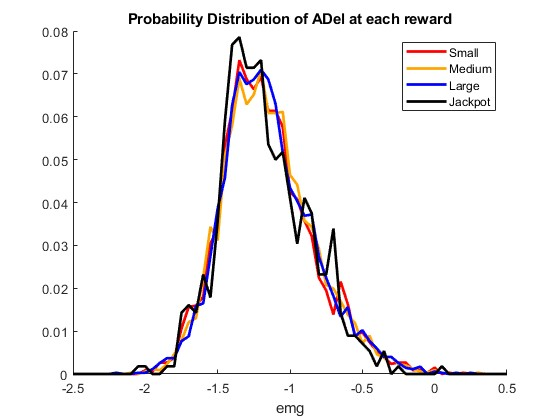 Probability Distribution of ADel at each reward
0.08
0.07
0.06
0.05
0.04
0.03
0.02
0.01
0
Small
Medium
Large
Jackpot
-2.5 -2 -1.5 -1 -0.5 0 0.5
emg